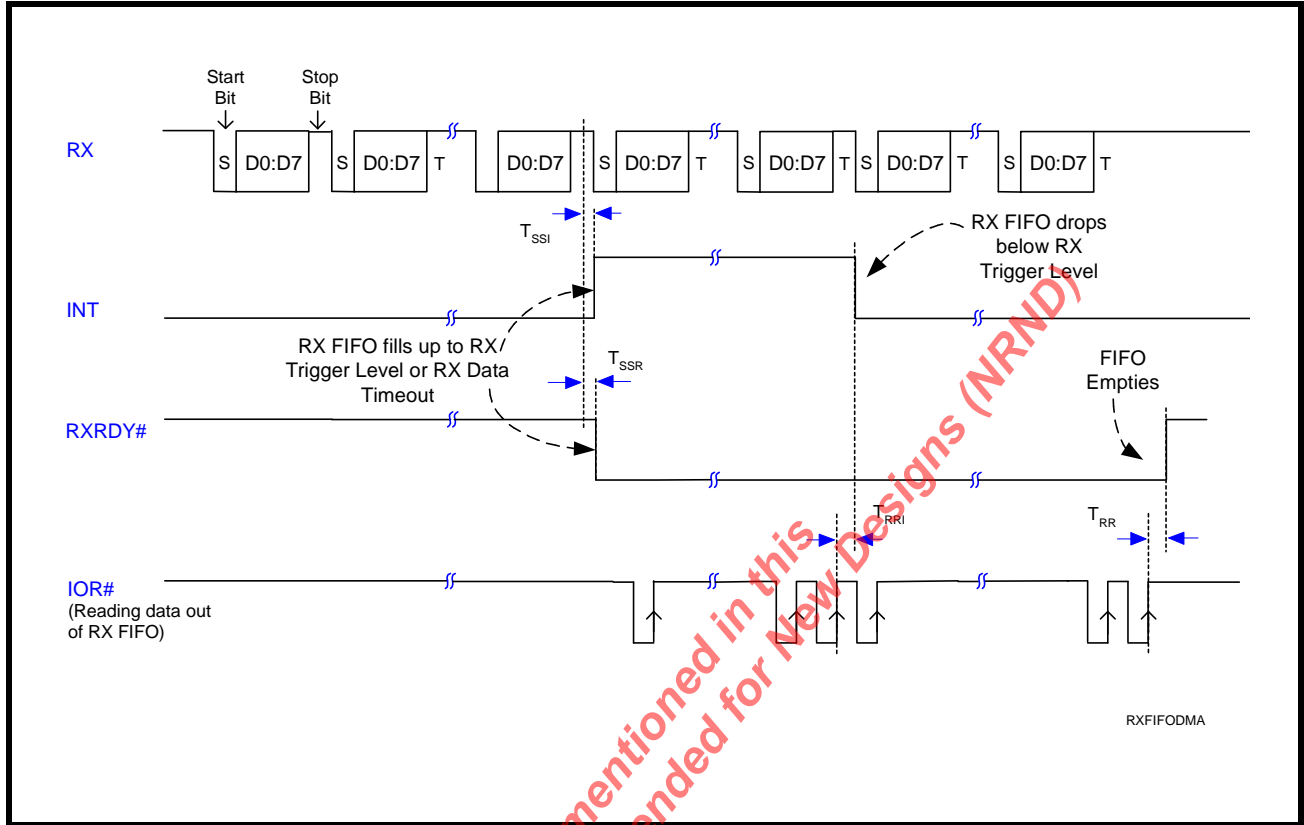 Start
Bit
Stop
Bit
RX
S D0:D7 S D0:D7 T D0:D7 S D0:D7 T S D0:D7 T S D0:D7 T S D0:D7 T
TSSI
RX FIFO drops
below RX
Trigger Level
INT
RX FIFO fills up to RX
Trigger Level or RX Data
Timeout
TSSR
FIFO
Empties
RXRDY#
TRRI
TRR
IOR#
(Reading data out
of RX FIFO)
RXFIFODMA
mentioned in this
ended for New Designs (NRND)